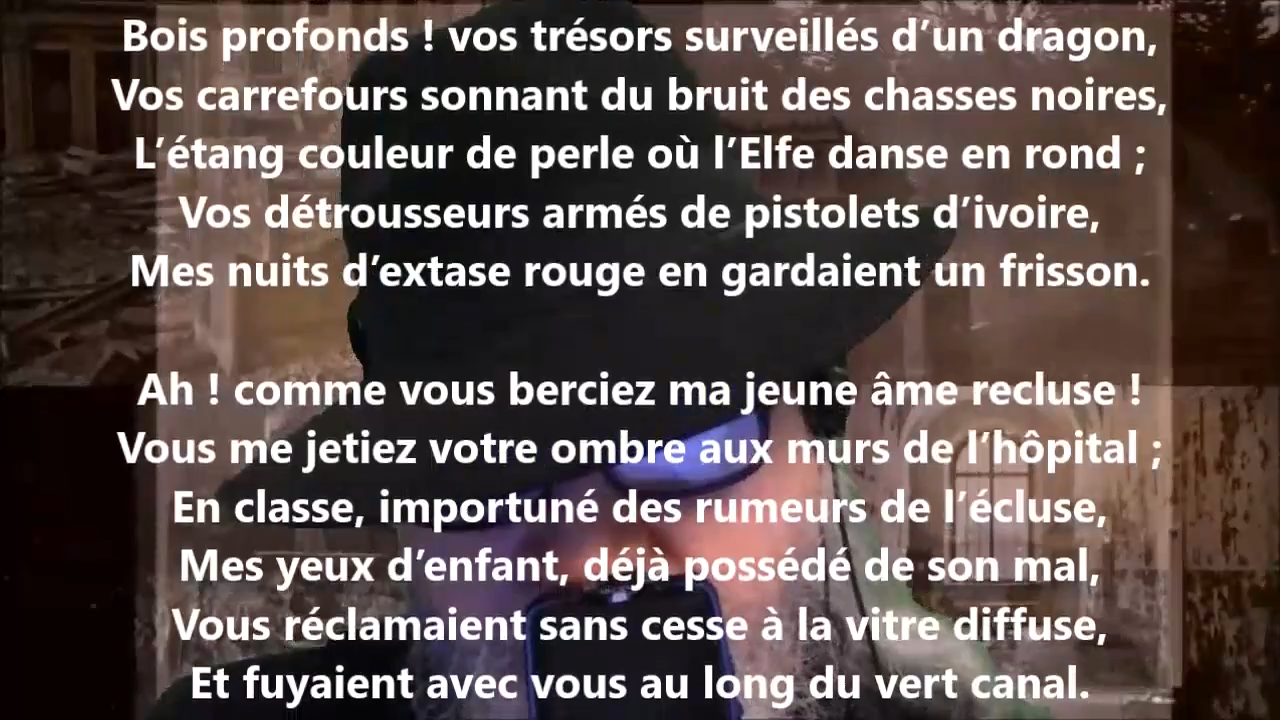 Bois profonds ! vos trésors surveillés d’un dragon,
Vos carrefours sonnant du bruit des chasses noires,
L’étang couleur de perle où l’Elfe danse en rond ;
Vos détrousseurs armés de pistolets d’ivoire,
Mes nuits d’extase rouge en gardaient un frisson.
Ah ! comme vous berciez ma jeune âme recluse !
Vous me jetiez votre ombre aux murs de l’hôpital ;
En classe, importuné des rumeurs de l’écluse,
Mes yeux d’enfant, déjà possédé de son mal,
Vous réclamaient sans cesse à la vitre diffuse,
Et fuyaient avec vous au long du vert canal.